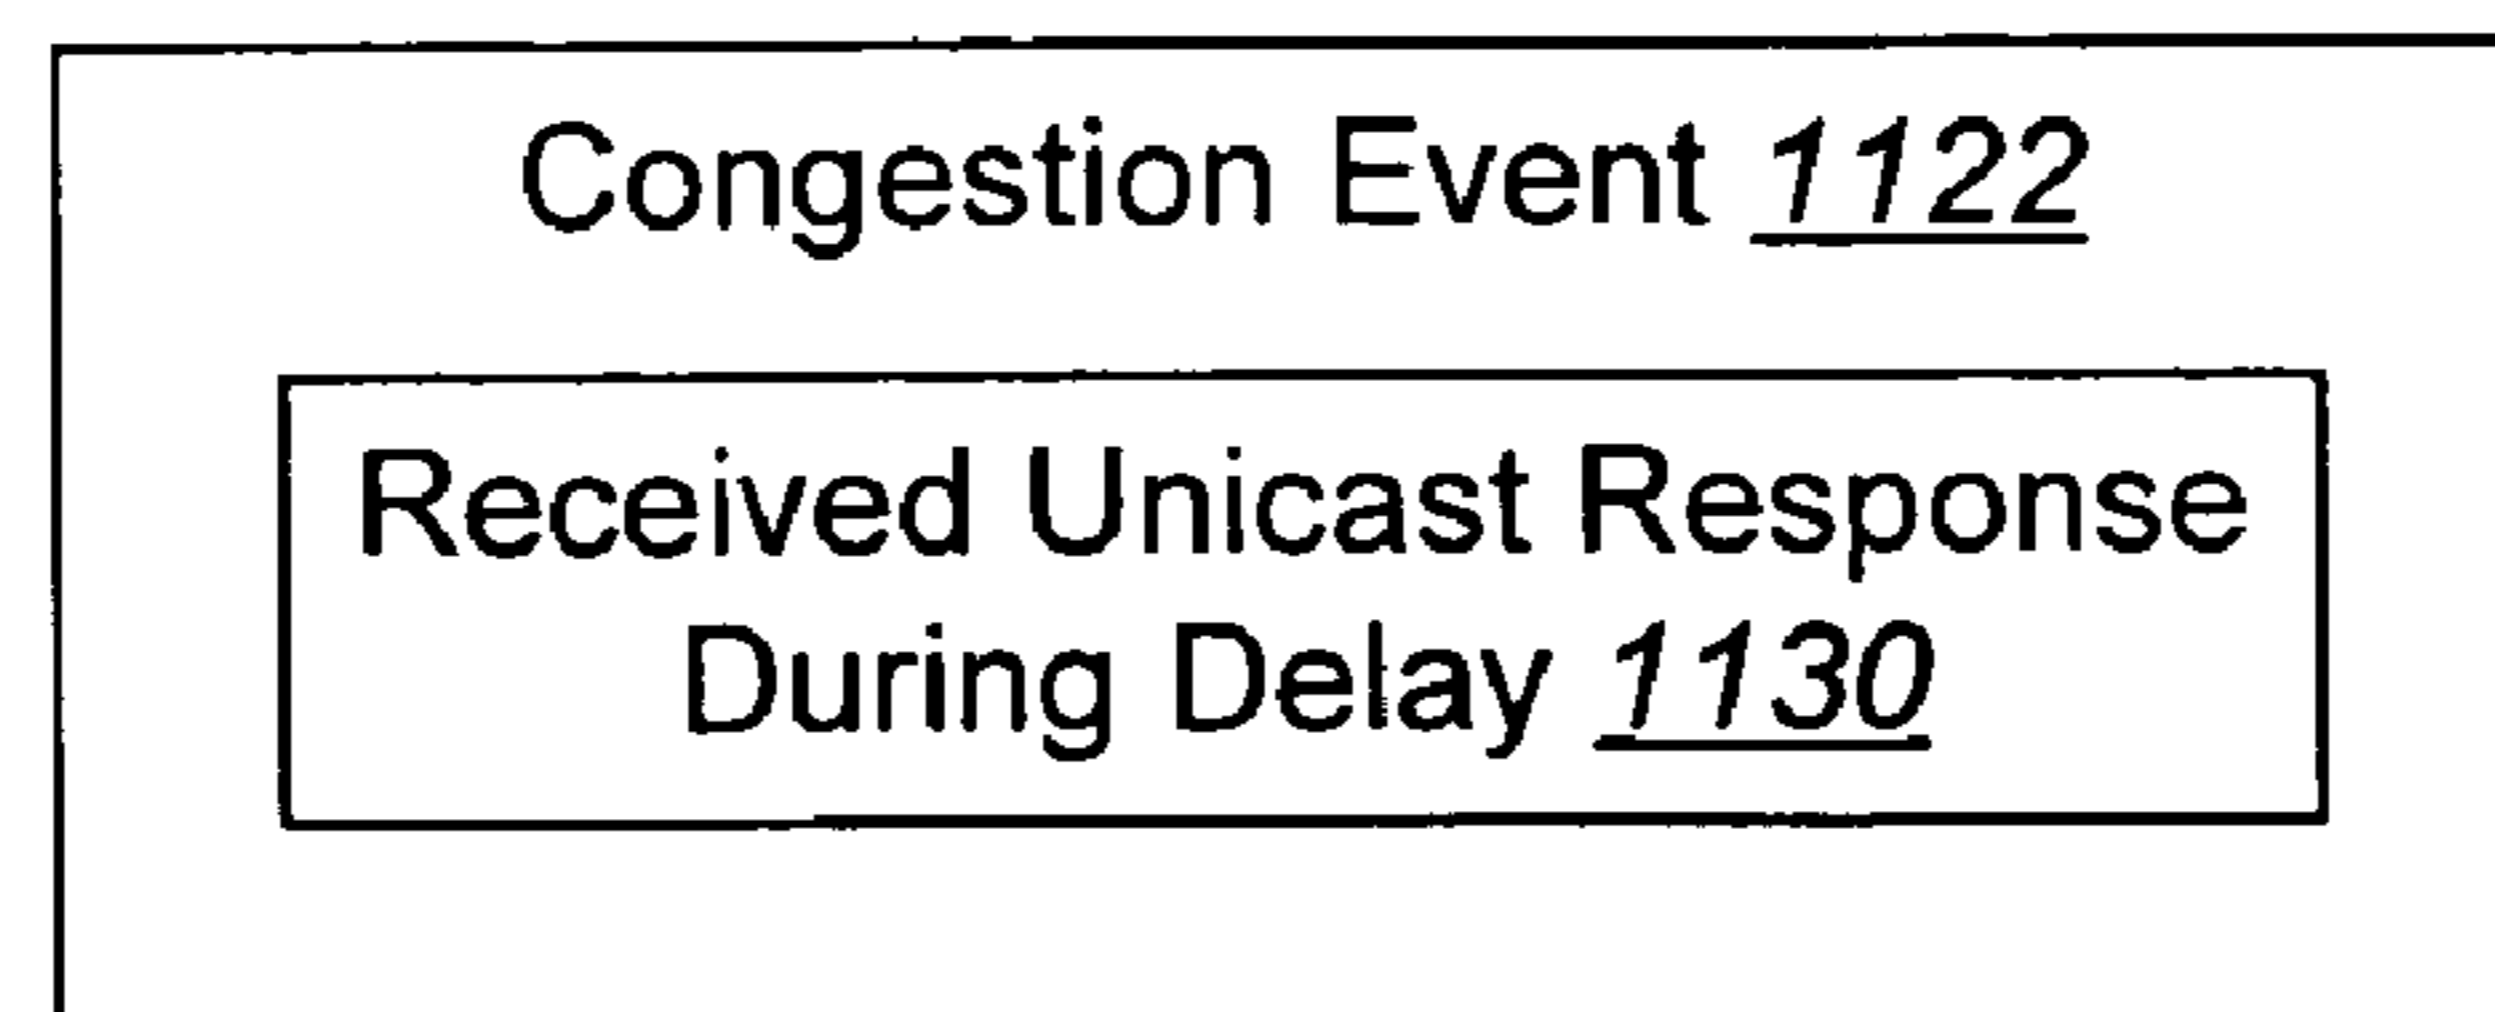 Congestion Event 1122
Received Unicast Response
During Delay 1130